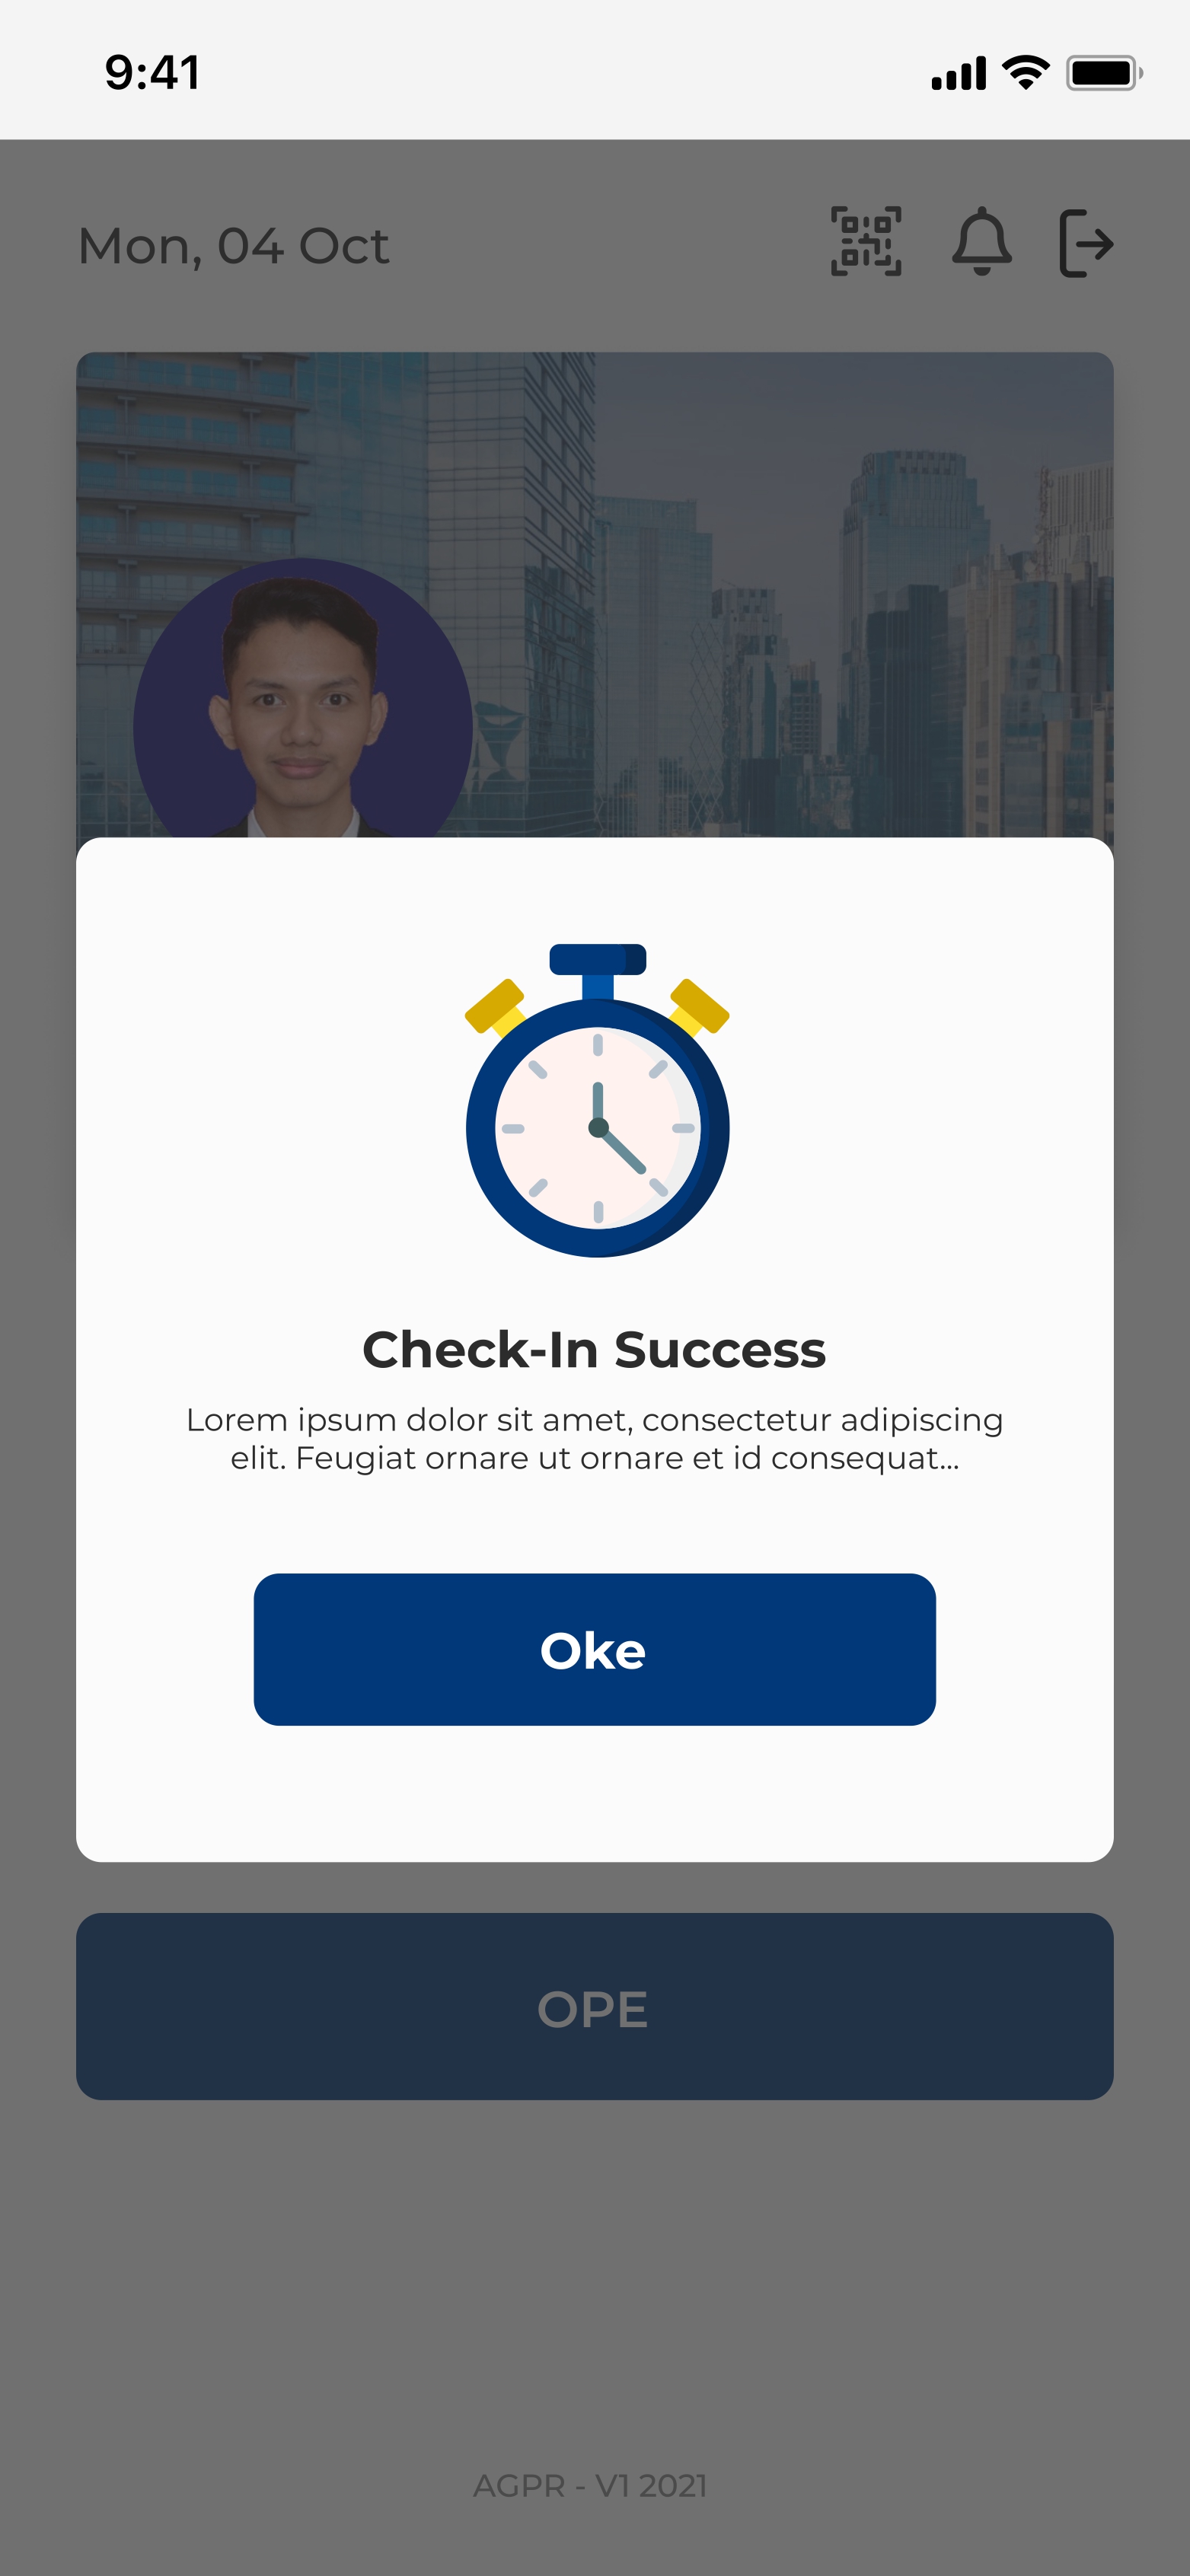 9:41
Mon, 04 Oct
Check-In Success
Lorem ipsum dolor sit amet, consectetur adipiscing
elit. Feugiat ornare ut ornare et id consequat...
Oke
OPE
AGPR - V1 2021